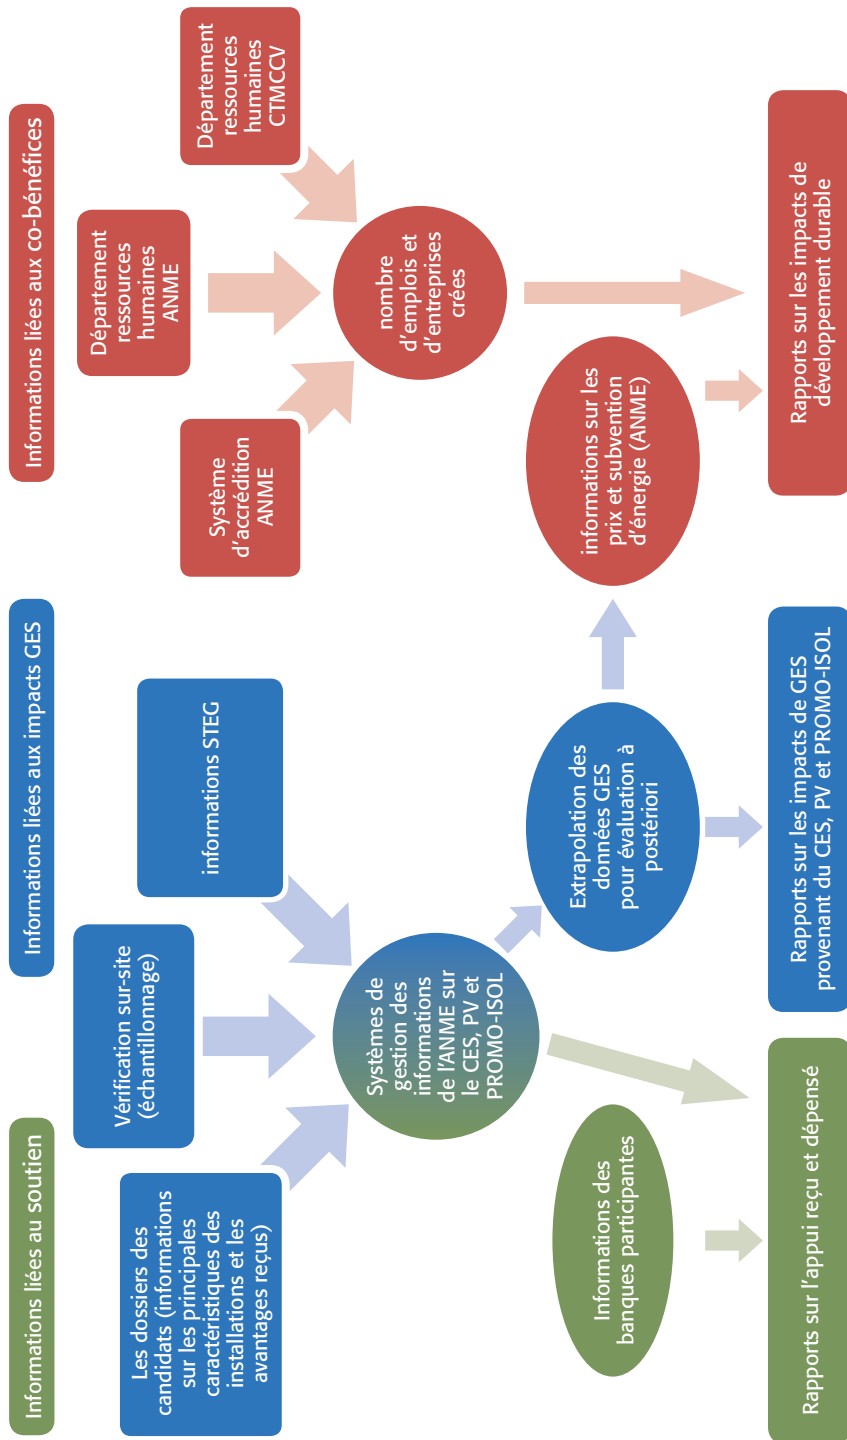 Informations liées au soutien
Informations liées aux impacts GES
Informations liées aux co-bénéfices
Les dossiers des
candidats (informations
sur les principales
caractéristiques des
installations et les
avantages reçus)
Vérification sur-site
(échantillonnage)
informations STEG
Système
d'accrédition
ANME
Département
ressources
humaines
ANME
Département
ressources
humaines
CTMCCV
Systèmes de
gestion des
informations
de l'ANME sur
le CES, PV et
PROMO-ISOL
nombre
d'emplois et
d'entreprises
crées
Informations des
banques participantes
Extrapolation des
données GES
pour évaluation à
postériori
informations sur les
prix et subvention
d'énergie (ANME)
Rapports sur l'appui reçu et dépensé
Rapports sur les impacts de GES
provenant du CES, PV et PROMO-ISOL
Rapports sur les impacts de
développement durable